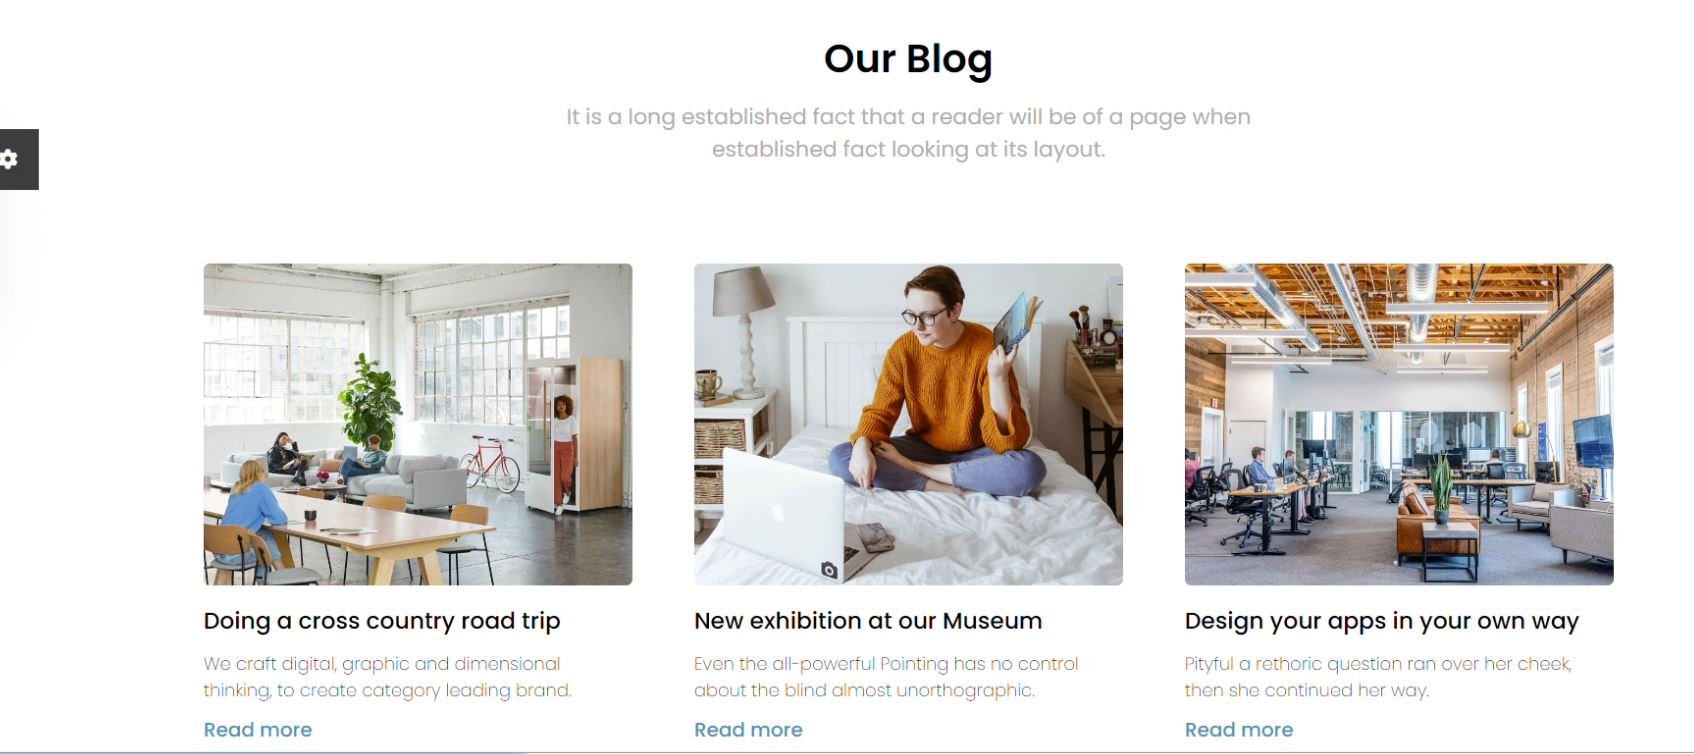 Our Blog
It is a long established fact that a reader will be of a page when
established fact looking at its layout.
Doing a cross country road trip
We craft digital, graphic and dimensional
thinking, to create category leading brand.
Read more
New exhibition at our Museum
Even the all-powerful Pointing has no control
about the blind almost unorthographic.
Read more
Design your apps in your own way
Pityful a rethoric question ran over her cheek,
then she continued her way.
Read more